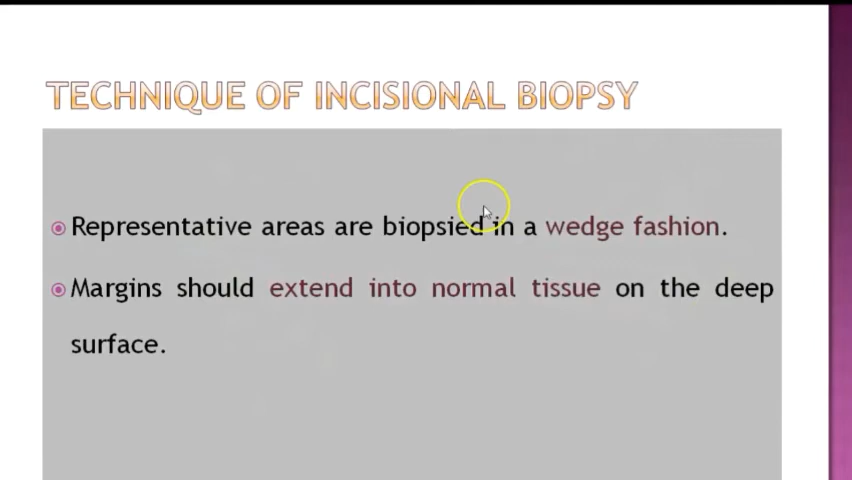 TECHNIQUE OF INCISIONAL BIOPSY
Representative areas are biopsied in a wedge fashion.
Margins should extend into normal tissue on the deep
surface.